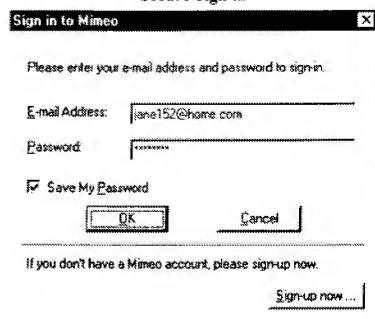 Sign in to Mimeo
Please enter your e-mail address and password to sign-in.
E-mail Address: jane152@home.com
Password: ********
Save My Password
OK Cancel
If you don't have a Mimeo account, please sign-up now.
Sign-up now ...